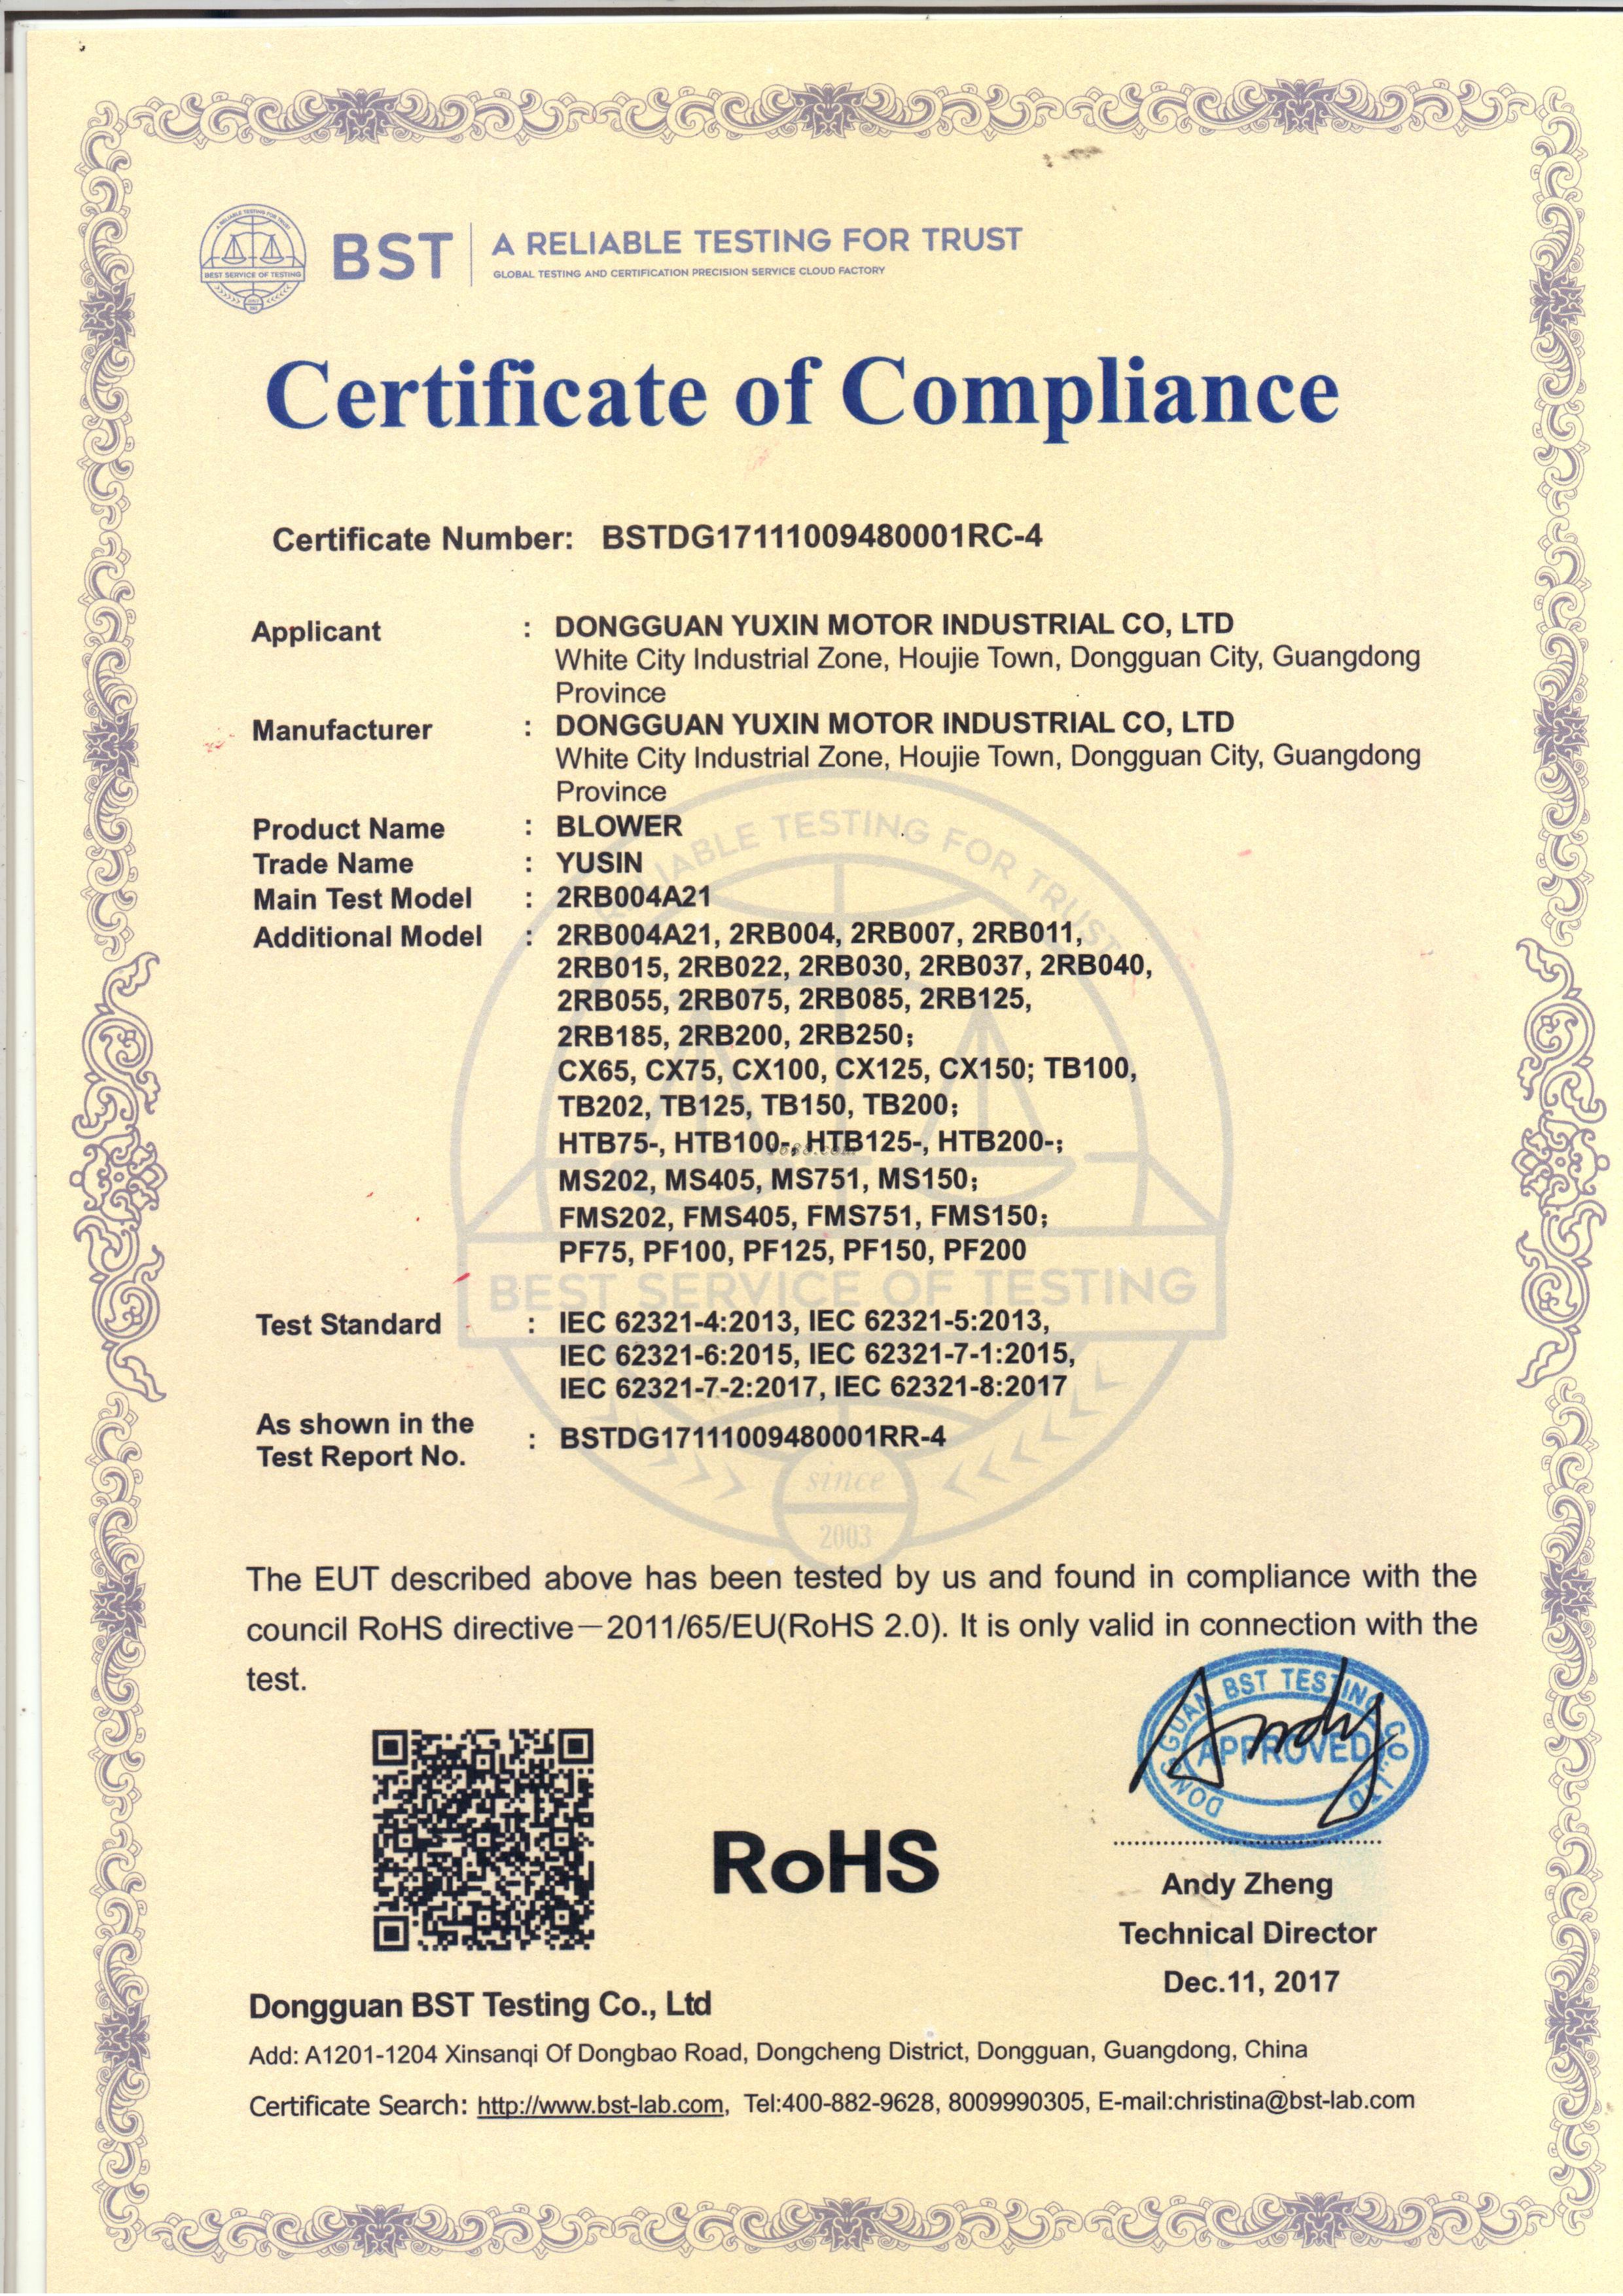 A RELIABLE TESTING FOR TRUST
BEST SERVICE OF TESTING
BST
A RELIABLE TESTING FOR TRUST
GLOBAL TESTING AND CERTIFICATION PRECISION SERVICE CLOUD FACTORY
Certificate of Compliance
Certificate Number: BSTDG17111009480001RC-4
Applicant : DONGGUAN YUXIN MOTOR INDUSTRIAL CO, LTD
White City Industrial Zone, Houjie Town, Dongguan City, Guangdong
Province
Manufacturer : DONGGUAN YUXIN MOTOR INDUSTRIAL CO, LTD
White City Industrial Zone, Houjie Town, Dongguan City, Guangdong
Province
Product Name : BLOWER
Trade Name : YUSIN
Main Test Model : 2RB004A21
Additional Model : 2RB004A21, 2RB004, 2RB007, 2RB011,
2RB015, 2RB022, 2RB030, 2RB037, 2RB040,
2RB055, 2RB075, 2RB085, 2RB125,
2RB185, 2RB200, 2RB250;
CX65, CX75, CX100, CX125, CX150; TB100,
TB202, TB125, TB150, TB200;
HTB75-, HTB100-, HTB125-, HTB200-;
MS202, MS405, MS751, MS150;
FMS202, FMS405, FMS751, FMS150;
PF75, PF100, PF125, PF150, PF200
RELIABLE TESTING FOR TRUST
BEST SERVICE OF TESTING
Test Standard : IEC 62321-4:2013, IEC 62321-5:2013,
IEC 62321-6:2015, IEC 62321-7-1:2015,
IEC 62321-7-2:2017, IEC 62321-8:2017
As shown in the
Test Report No. : BSTDG17111009480001RR-4
since
2003
The EUT described above has been tested by us and found in compliance with the
council RoHS directive—2011/65/EU(RoHS 2.0). It is only valid in connection with the
test.
DONGGUAN BST TESTING CO.,LTD
APPROVED
Andy
RoHS
Andy Zheng
Technical Director
Dec.11, 2017
Dongguan BST Testing Co., Ltd
Add: A1201-1204 Xinsanqi Of Dongbao Road, Dongcheng District, Dongguan, Guangdong, China
Certificate Search: http://www.bst-lab.com, Tel:400-882-9628, 8009990305, E-mail:christina@bst-lab.com